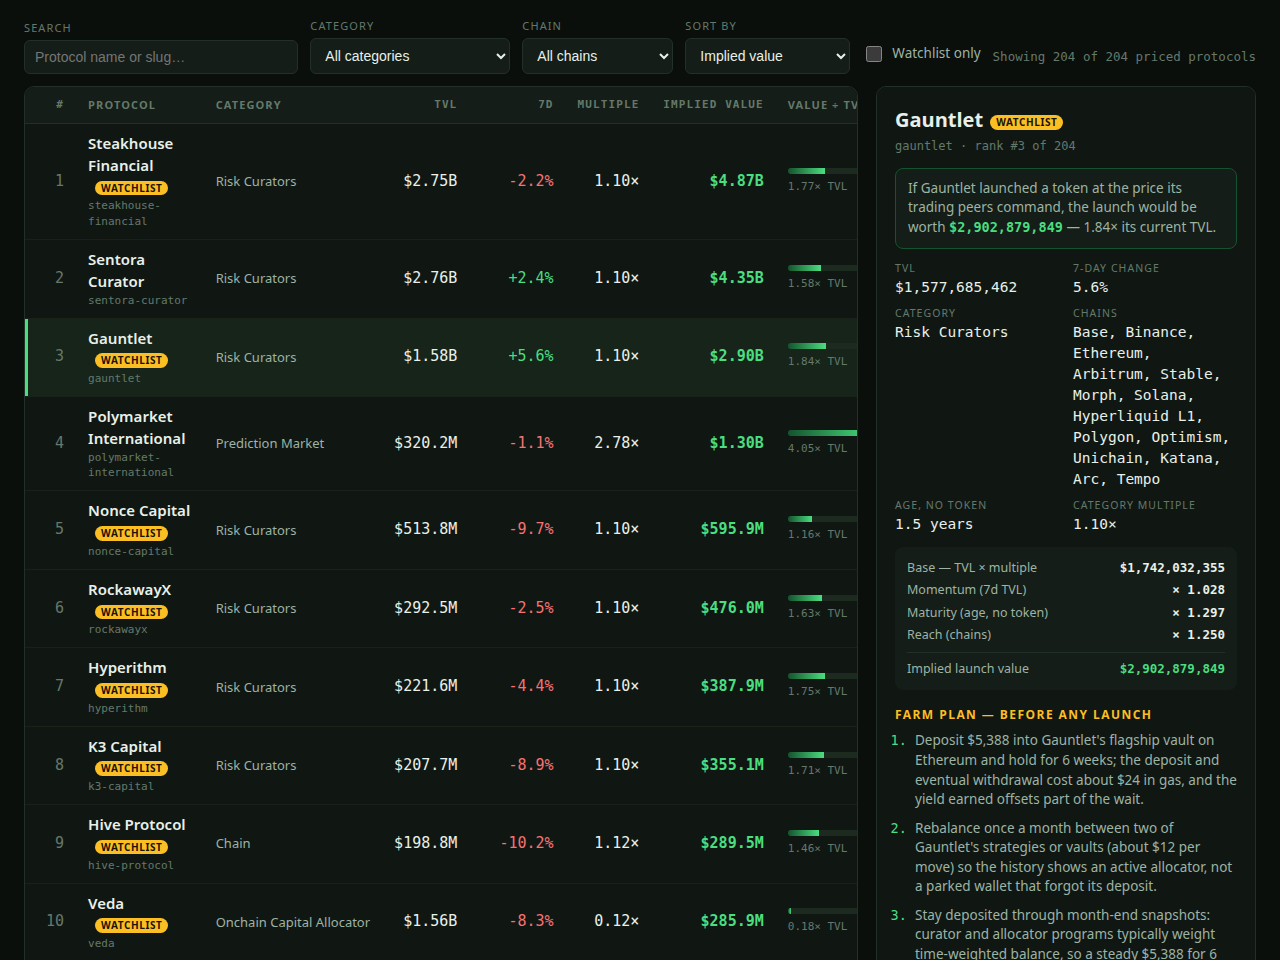 SEARCH
CATEGORY
CHAIN
SORT BY
Protocol name or slug…
All categories
All chains
Implied value
Watchlist only
Showing 204 of 204 priced protocols
# PROTOCOL CATEGORY TVL 7D MULTIPLE IMPLIED VALUE VALUE ÷ TV
1 Steakhouse Financial WATCHLIST steakhouse-financial Risk Curators $2.75B -2.2% 1.10× $4.87B 1.77× TVL
2 Sentora Curator sentora-curator Risk Curators $2.76B +2.4% 1.10× $4.35B 1.58× TVL
3 Gauntlet WATCHLIST gauntlet Risk Curators $1.58B +5.6% 1.10× $2.90B 1.84× TVL
4 Polymarket International polymarket-international Prediction Market $320.2M -1.1% 2.78× $1.30B 4.05× TVL
5 Nonce Capital WATCHLIST nonce-capital Risk Curators $513.8M -9.7% 1.10× $595.9M 1.16× TVL
6 RockawayX WATCHLIST rockawayx Risk Curators $292.5M -2.5% 1.10× $476.0M 1.63× TVL
7 Hyperithm WATCHLIST hyperithm Risk Curators $221.6M -4.4% 1.10× $387.9M 1.75× TVL
8 K3 Capital WATCHLIST k3-capital Risk Curators $207.7M -8.9% 1.10× $355.1M 1.71× TVL
9 Hive Protocol WATCHLIST hive-protocol Chain $198.8M -10.2% 1.12× $289.5M 1.46× TVL
10 Veda WATCHLIST veda Onchain Capital Allocator $1.56B -8.3% 0.12× $285.9M 0.18× TVL
Gauntlet WATCHLIST
gauntlet · rank #3 of 204
If Gauntlet launched a token at the price its
trading peers command, the launch would be
worth $2,902,879,849 — 1.84× its current TVL.
TVL
$1,577,685,462
7-DAY CHANGE
5.6%
CATEGORY
Risk Curators
CHAINS
Base, Binance,
Ethereum,
Arbitrum, Stable,
Morph, Solana,
Hyperliquid L1,
Polygon, Optimism,
Unichain, Katana,
Arc, Tempo
AGE, NO TOKEN
1.5 years
CATEGORY MULTIPLE
1.10×
Base — TVL × multiple $1,742,032,355
Momentum (7d TVL) × 1.028
Maturity (age, no token) × 1.297
Reach (chains) × 1.250
Implied launch value $2,902,879,849
FARM PLAN — BEFORE ANY LAUNCH
1. Deposit $5,388 into Gauntlet's flagship vault on
Ethereum and hold for 6 weeks; the deposit and
eventual withdrawal cost about $24 in gas, and the
yield earned offsets part of the wait.
2. Rebalance once a month between two of
Gauntlet's strategies or vaults (about $12 per
move) so the history shows an active allocator, not
a parked wallet that forgot its deposit.
3. Stay deposited through month-end snapshots:
curator and allocator programs typically weight
time-weighted balance, so a steady $5,388 for 6